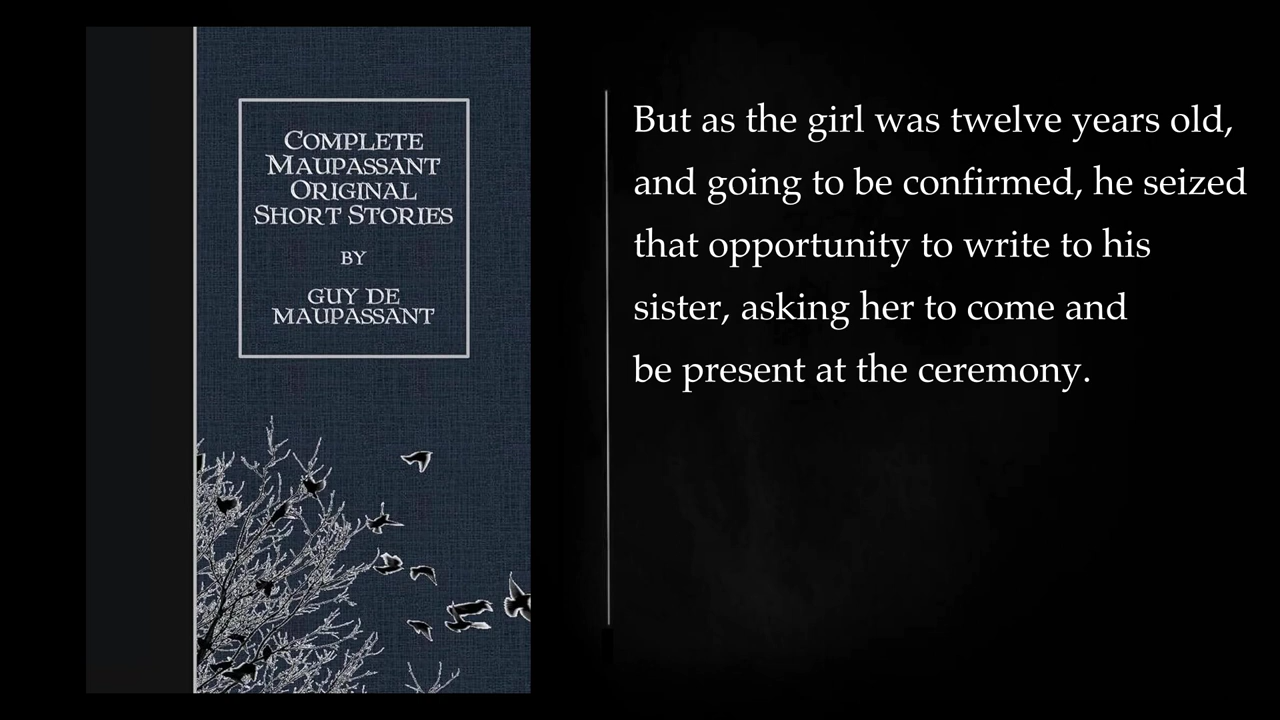 COMPLETE
MAUPASSANT
ORIGINAL
SHORT STORIES
BY
GUY DE
MAUPASSANT
But as the girl was twelve years old,
and going to be confirmed, he seized
that opportunity to write to his
sister, asking her to come and
be present at the ceremony.